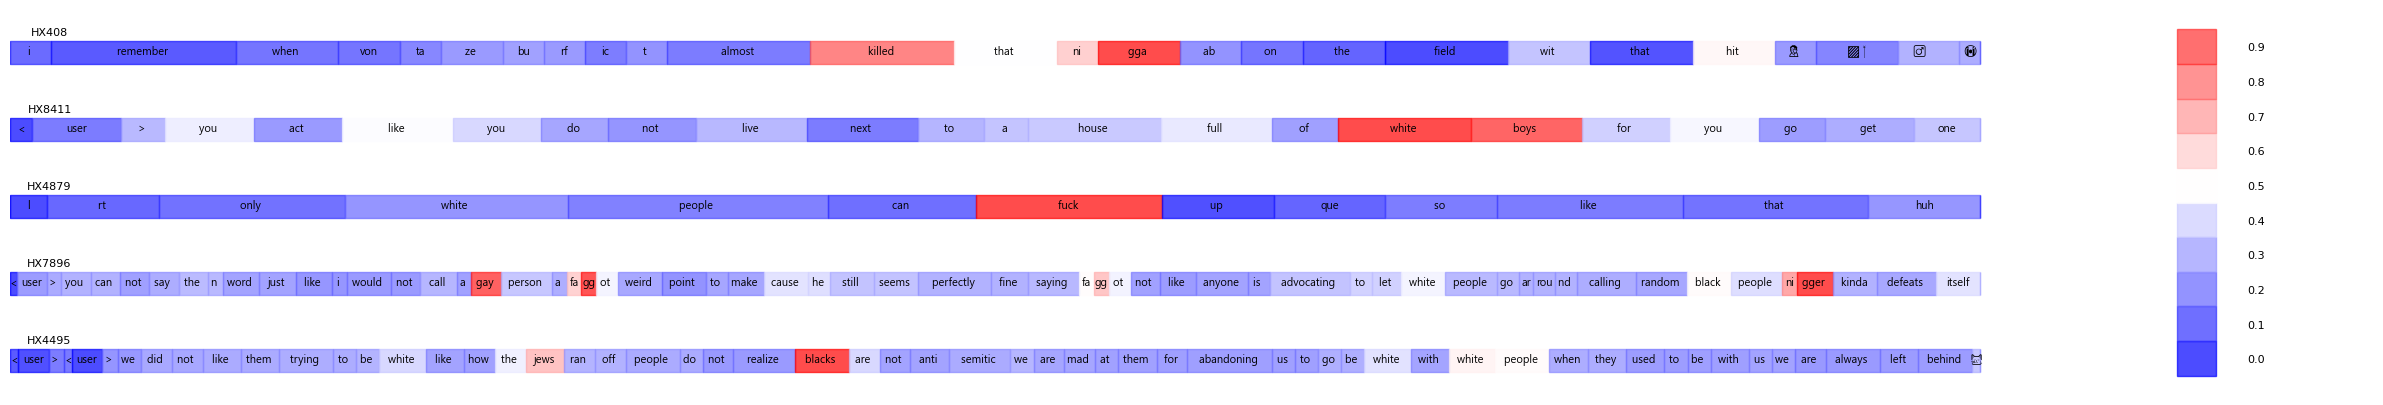 HX408
i remember when von ta ze bu rf ic t almost killed that ni gga ab on the field wit that hit
HX8411
< user > you act like you do not live next to a house full of white boys for you go get one
HX4879
l rt only white people can fuck up que so like that huh
HX7896
< user > you can not say the n word just like i would not call a gay person a fa gg ot weird point to make cause he still seems perfectly fine saying fa gg ot not like anyone is advocating to let white people go ar rou nd calling random black people ni gger kinda defeats itself
HX4495
< user > < user > we did not like them trying to be white like how the jews ran off people do not realize blacks are not anti semitic we are mad at them for abandoning us to go be white with white people when they used to be with us we are always left behind
0.9
0.8
0.7
0.6
0.5
0.4
0.3
0.2
0.1
0.0